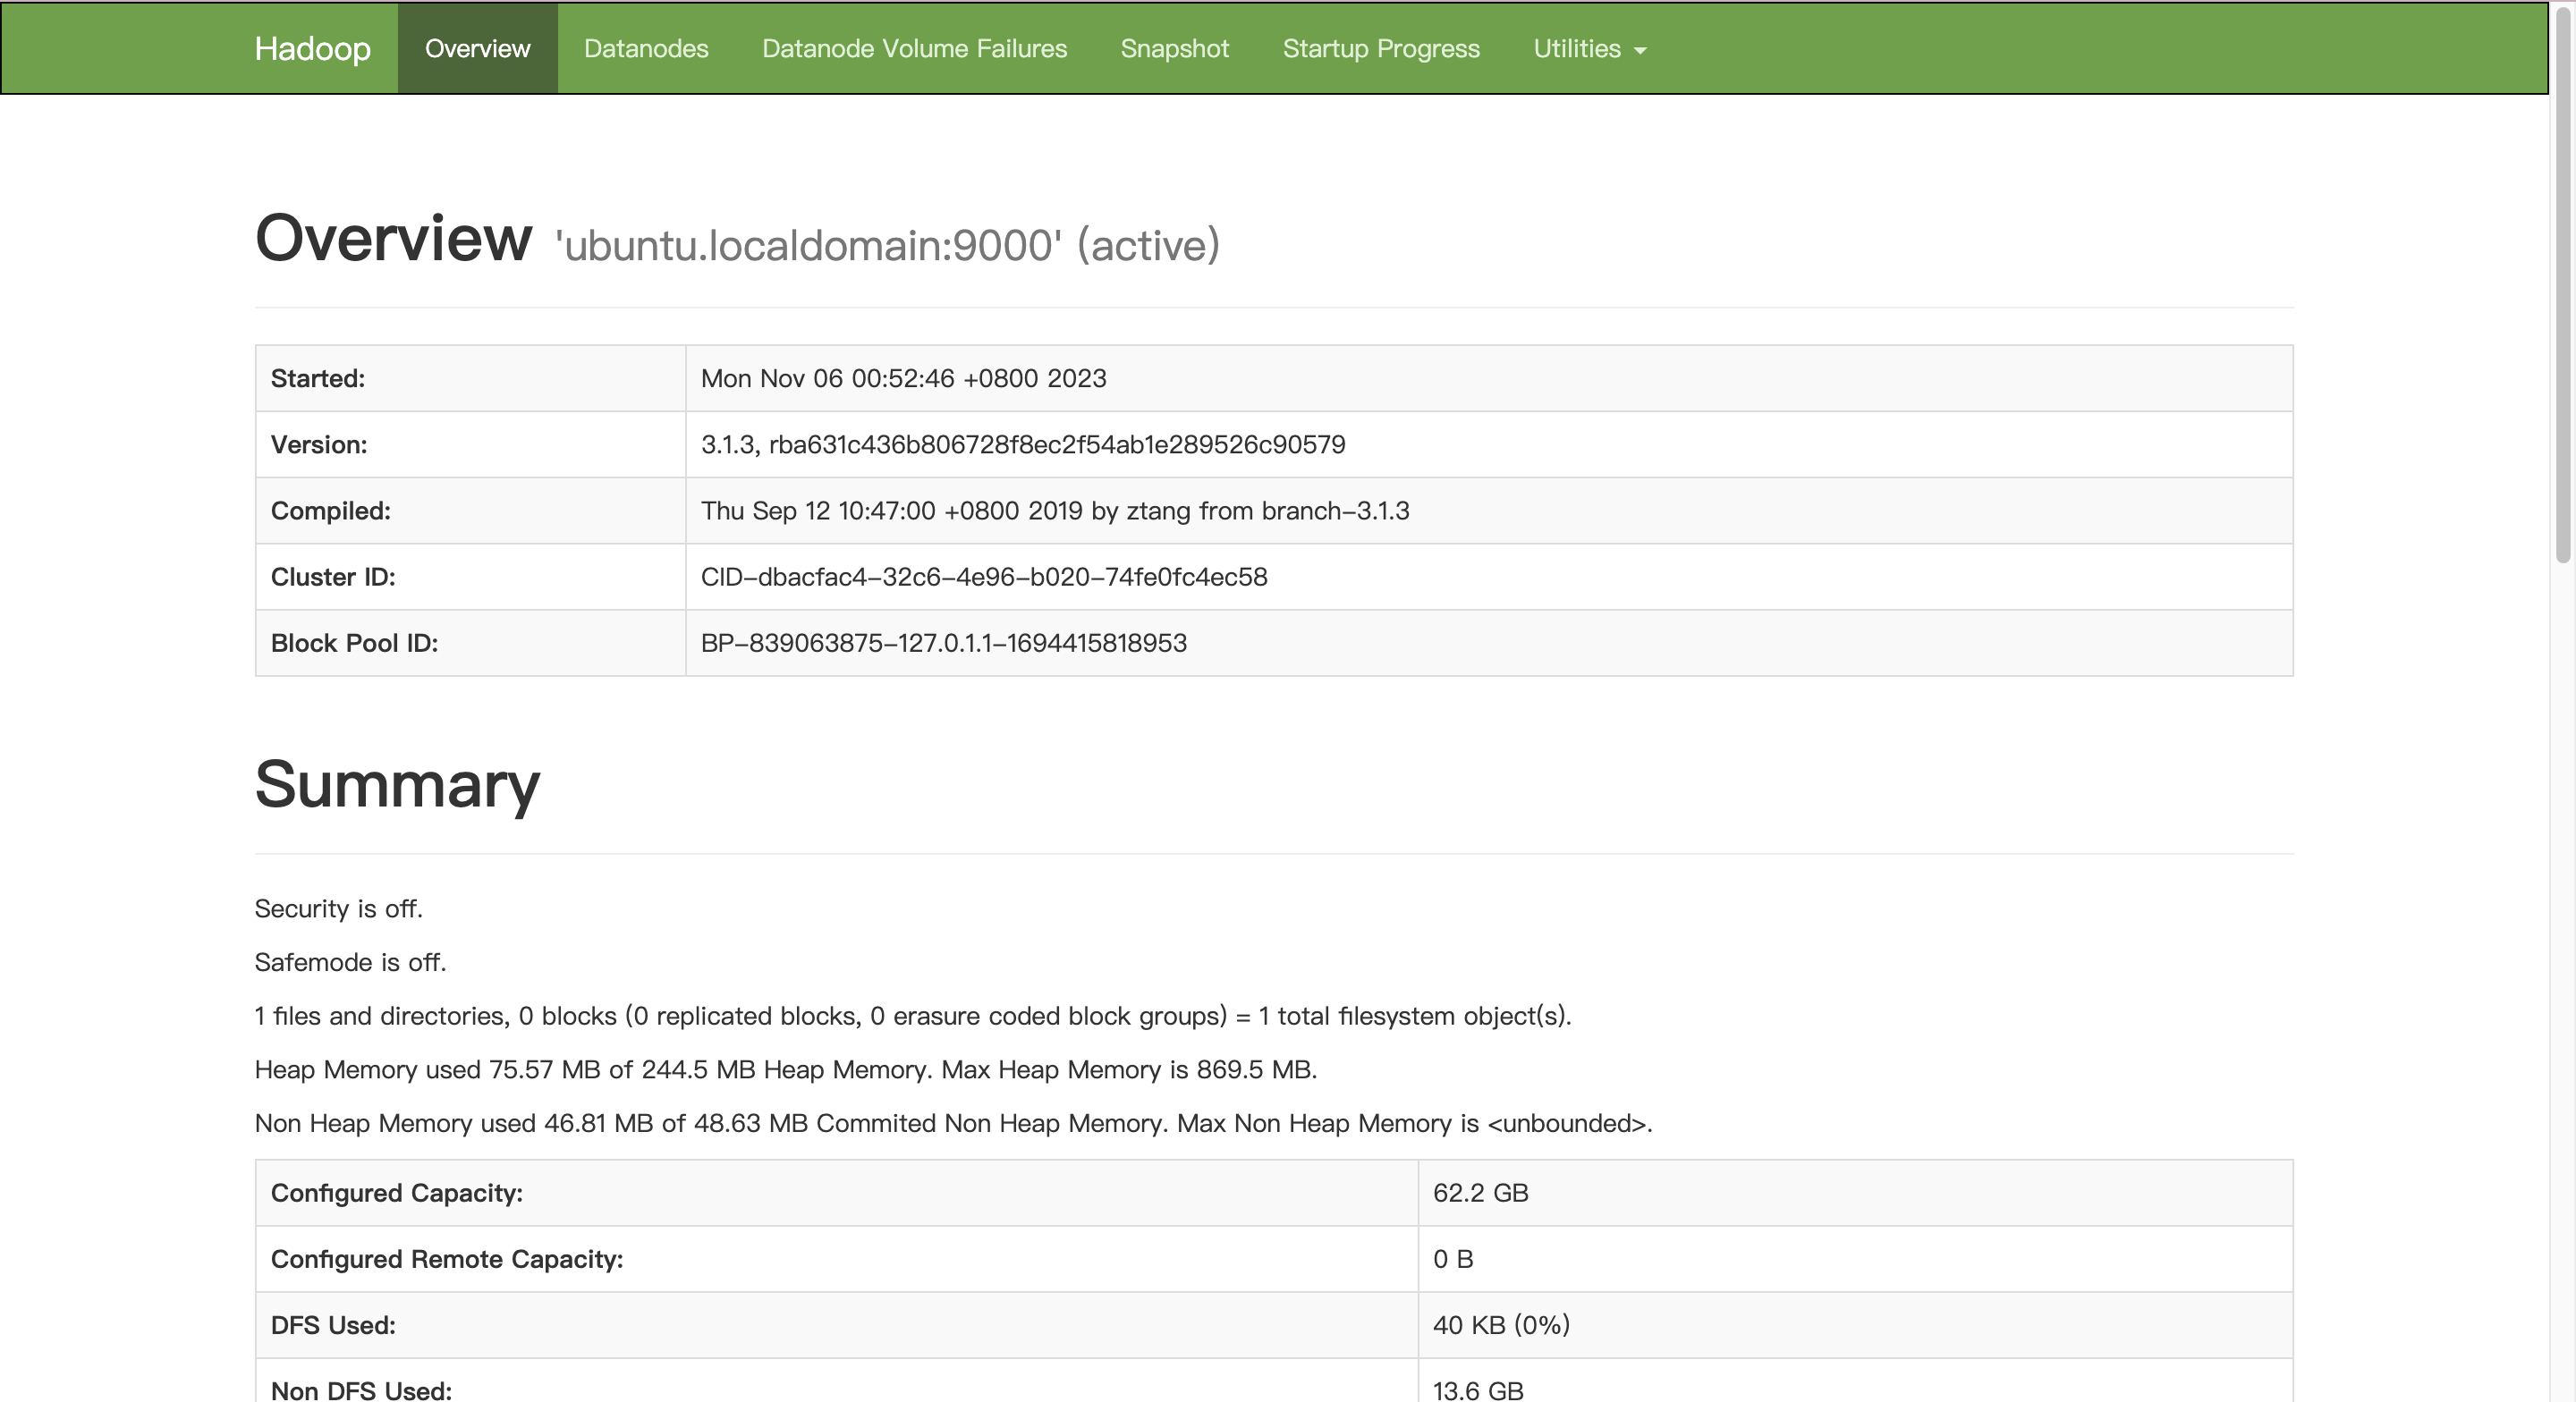 Hadoop Overview Datanodes Datanode Volume Failures Snapshot Startup Progress Utilities
Overview 'ubuntu.localdomain:9000' (active)
Started: Mon Nov 06 00:52:46 +0800 2023
Version: 3.1.3, rba631c436b806728f8ec2f54ab1e289526c90579
Compiled: Thu Sep 12 10:47:00 +0800 2019 by ztang from branch-3.1.3
Cluster ID: CID-dbacfac4-32c6-4e96-b020-74fe0fc4ec58
Block Pool ID: BP-839063875-127.0.1.1-1694415818953
Summary
Security is off.
Safemode is off.
1 files and directories, 0 blocks (0 replicated blocks, 0 erasure coded block groups) = 1 total filesystem object(s).
Heap Memory used 75.57 MB of 244.5 MB Heap Memory. Max Heap Memory is 869.5 MB.
Non Heap Memory used 46.81 MB of 48.63 MB Commited Non Heap Memory. Max Non Heap Memory is <unbounded>.
Configured Capacity: 62.2 GB
Configured Remote Capacity: 0 B
DFS Used: 40 KB (0%)
Non DFS Used: 13.6 GB